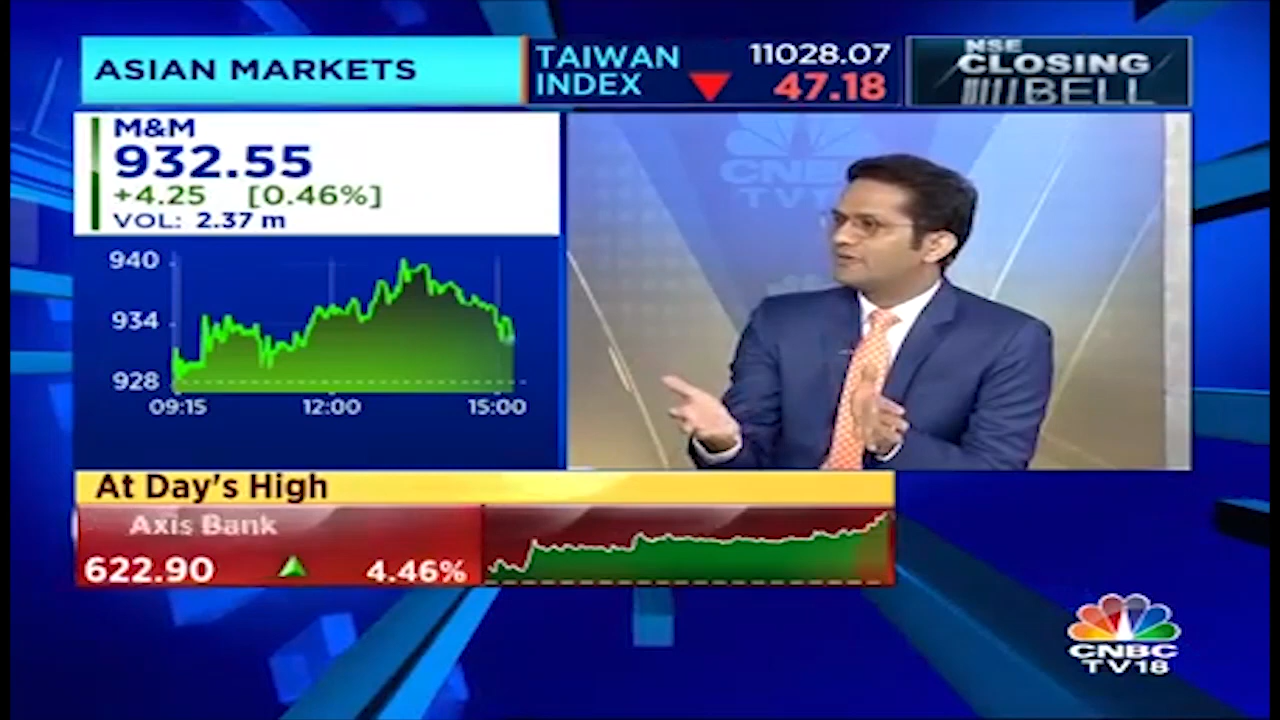 ASIAN MARKETS
TAIWAN
INDEX
11028.07
47.18
NSE
CLOSING
BELL
M&M
932.55
+4.25 [0.46%]
VOL: 2.37 m
940
934
928
09:15 12:00 15:00
CNBC
TV18
At Day's High
Axis Bank
622.90 4.46%
CNBC
TV18